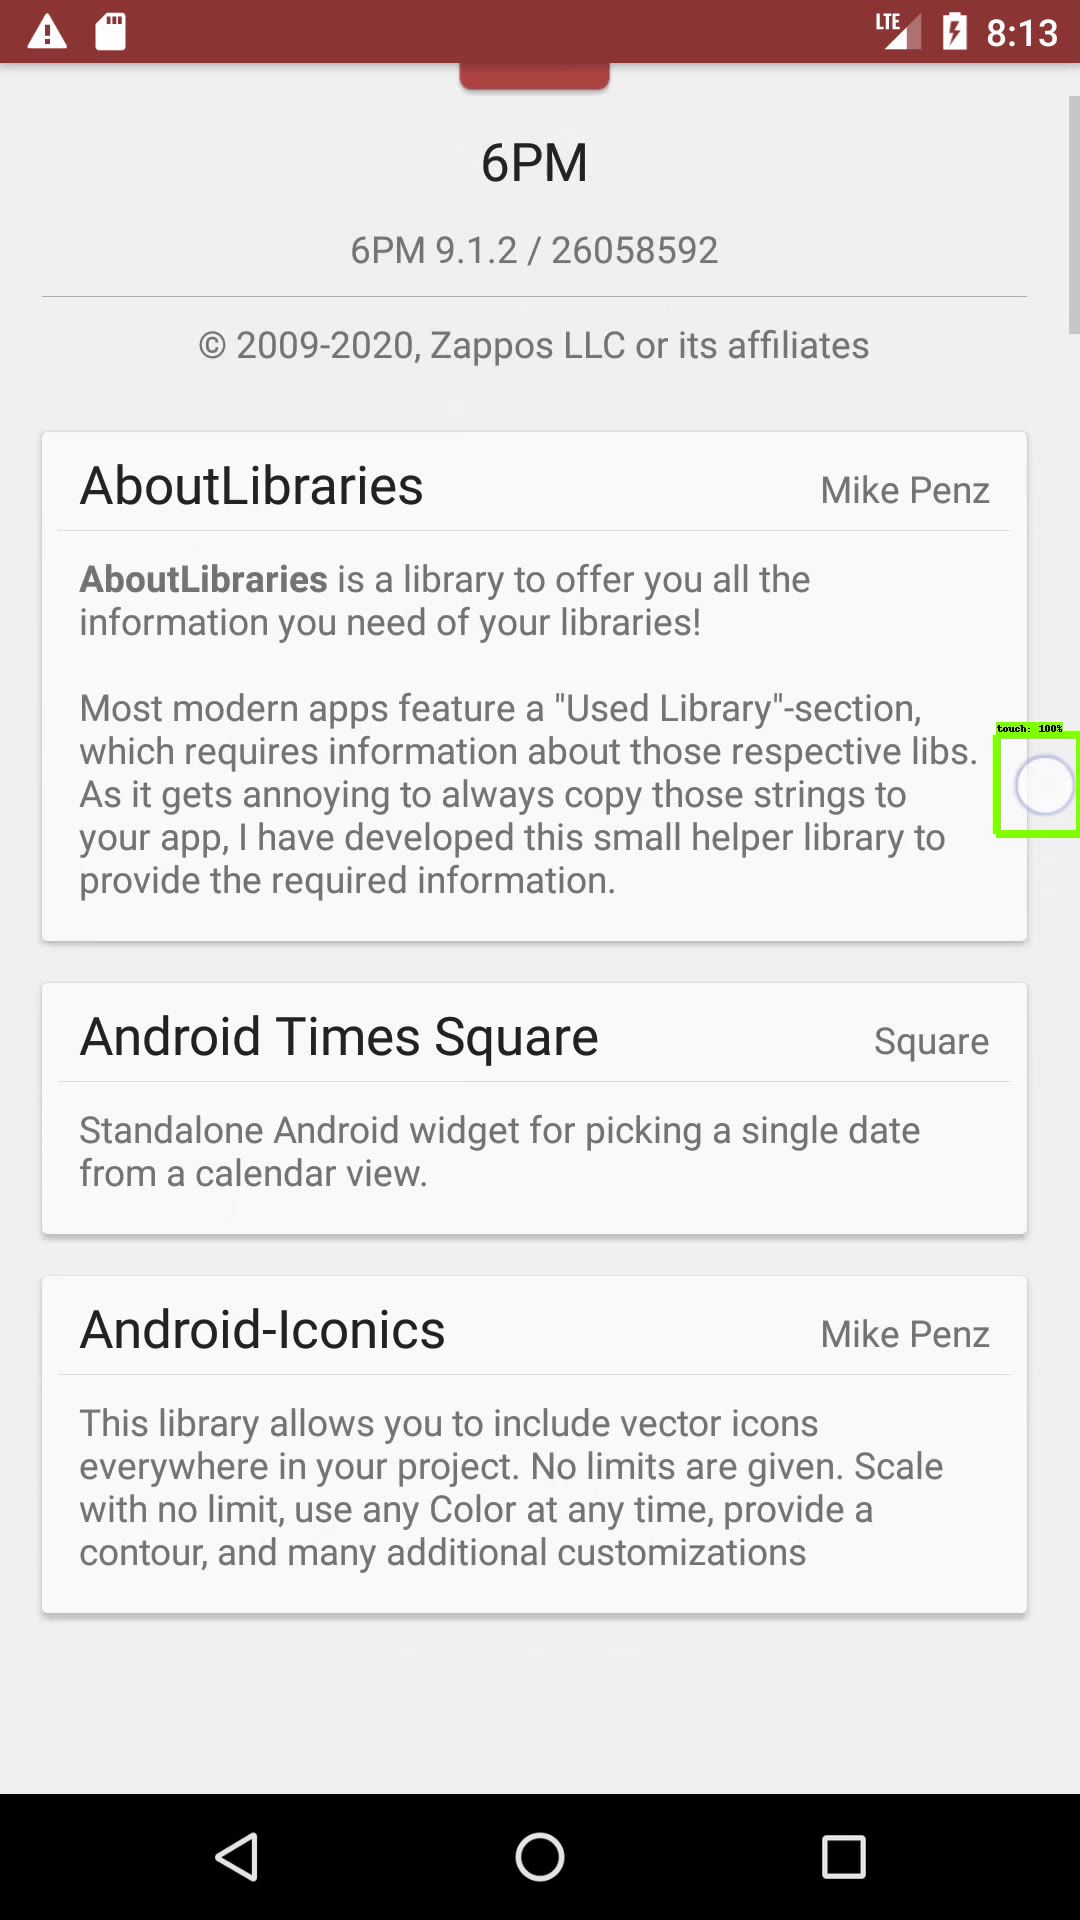 LTE 8:13
6PM
6PM 9.1.2 / 26058592
© 2009-2020, Zappos LLC or its affiliates
AboutLibraries Mike Penz
AboutLibraries is a library to offer you all the
information you need of your libraries!
Most modern apps feature a "Used Library"-section,
which requires information about those respective libs.
As it gets annoying to always copy those strings to
your app, I have developed this small helper library to
provide the required information.
touch: 100%
Android Times Square Square
Standalone Android widget for picking a single date
from a calendar view.
Android-Iconics Mike Penz
This library allows you to include vector icons
everywhere in your project. No limits are given. Scale
with no limit, use any Color at any time, provide a
contour, and many additional customizations